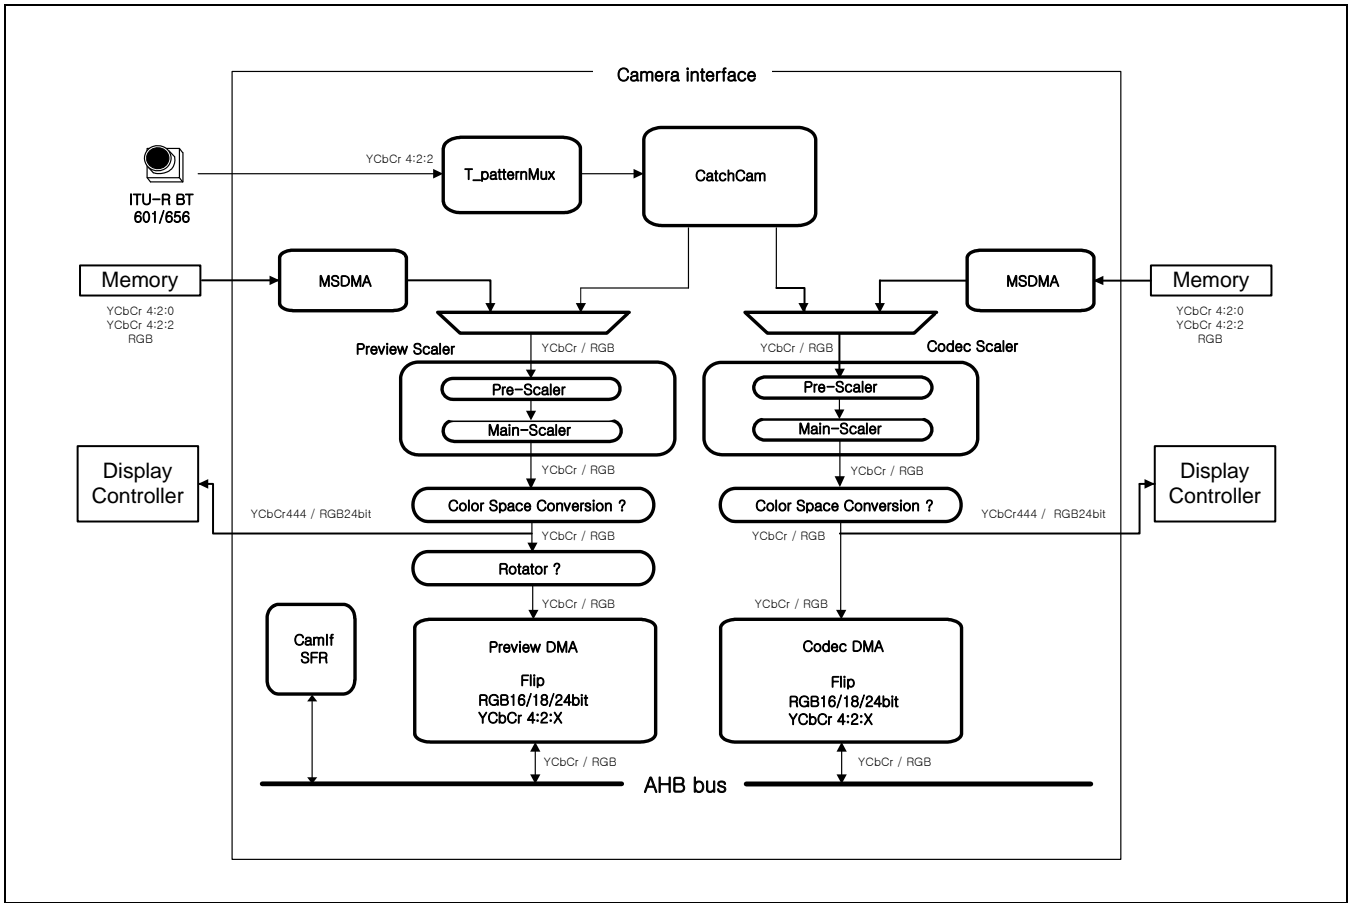 Camera interface
YCbCr 4:2:2
T_patternMux
CatchCam
ITU-R BT
601/656
Memory
MSDMA
MSDMA
Memory
YCbCr 4:2:0
YCbCr 4:2:2
RGB
YCbCr 4:2:0
YCbCr 4:2:2
RGB
Preview Scaler
YCbCr / RGB
YCbCr / RGB
Codec Scaler
Pre-Scaler
Main-Scaler
Pre-Scaler
Main-Scaler
YCbCr / RGB
YCbCr / RGB
Display
Controller
Color Space Conversion ?
Color Space Conversion ?
Display
Controller
YCbCr444 / RGB24bit
YCbCr / RGB
YCbCr / RGB
YCbCr444 / RGB24bit
Rotator ?
YCbCr / RGB
YCbCr / RGB
CamIf
SFR
Preview DMA
Flip
RGB16/18/24bit
YCbCr 4:2:X
Codec DMA
Flip
RGB16/18/24bit
YCbCr 4:2:X
YCbCr / RGB
YCbCr / RGB
AHB bus